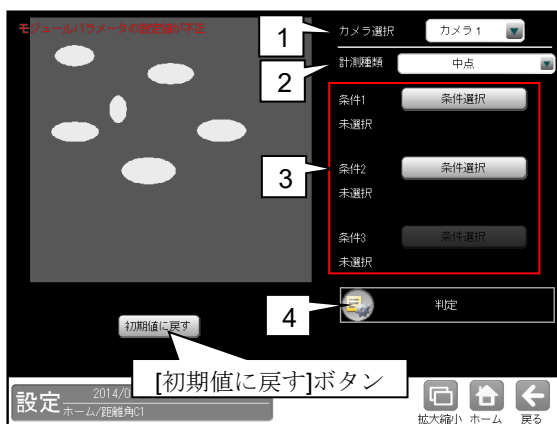 モジュールパラメータの設定値が不正
1
カメラ選択
カメラ1
2
計測種類
中点
3
条件1
条件選択
未選択
条件2
条件選択
未選択
条件3
条件選択
未選択
4
判定
初期値に戻す
[初期値に戻す]ボタン
設定
2014/0
ホーム/距離角C1
拡大縮小
ホーム
戻る